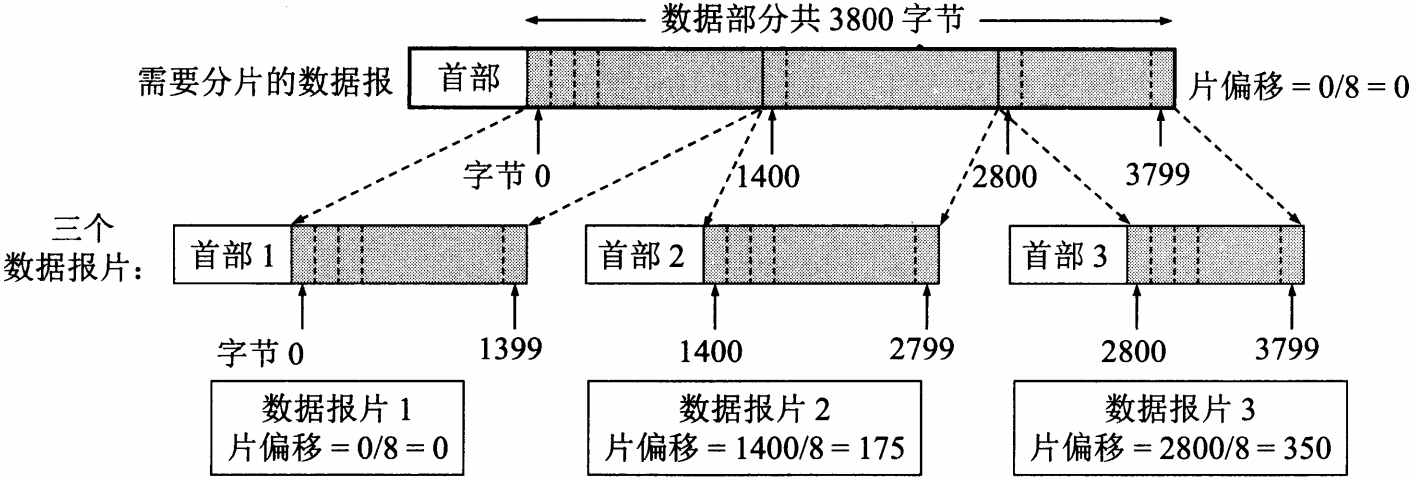 数据部分共 3800 字节
需要分片的数据报
首部
片偏移 = 0/8 = 0
字节 0
1400
2800
3799
三个
数据报片：
首部 1
首部 2
首部 3
字节 0
1399
1400
2799
2800
3799
数据报片 1
片偏移 = 0/8 = 0
数据报片 2
片偏移 = 1400/8 = 175
数据报片 3
片偏移 = 2800/8 = 350